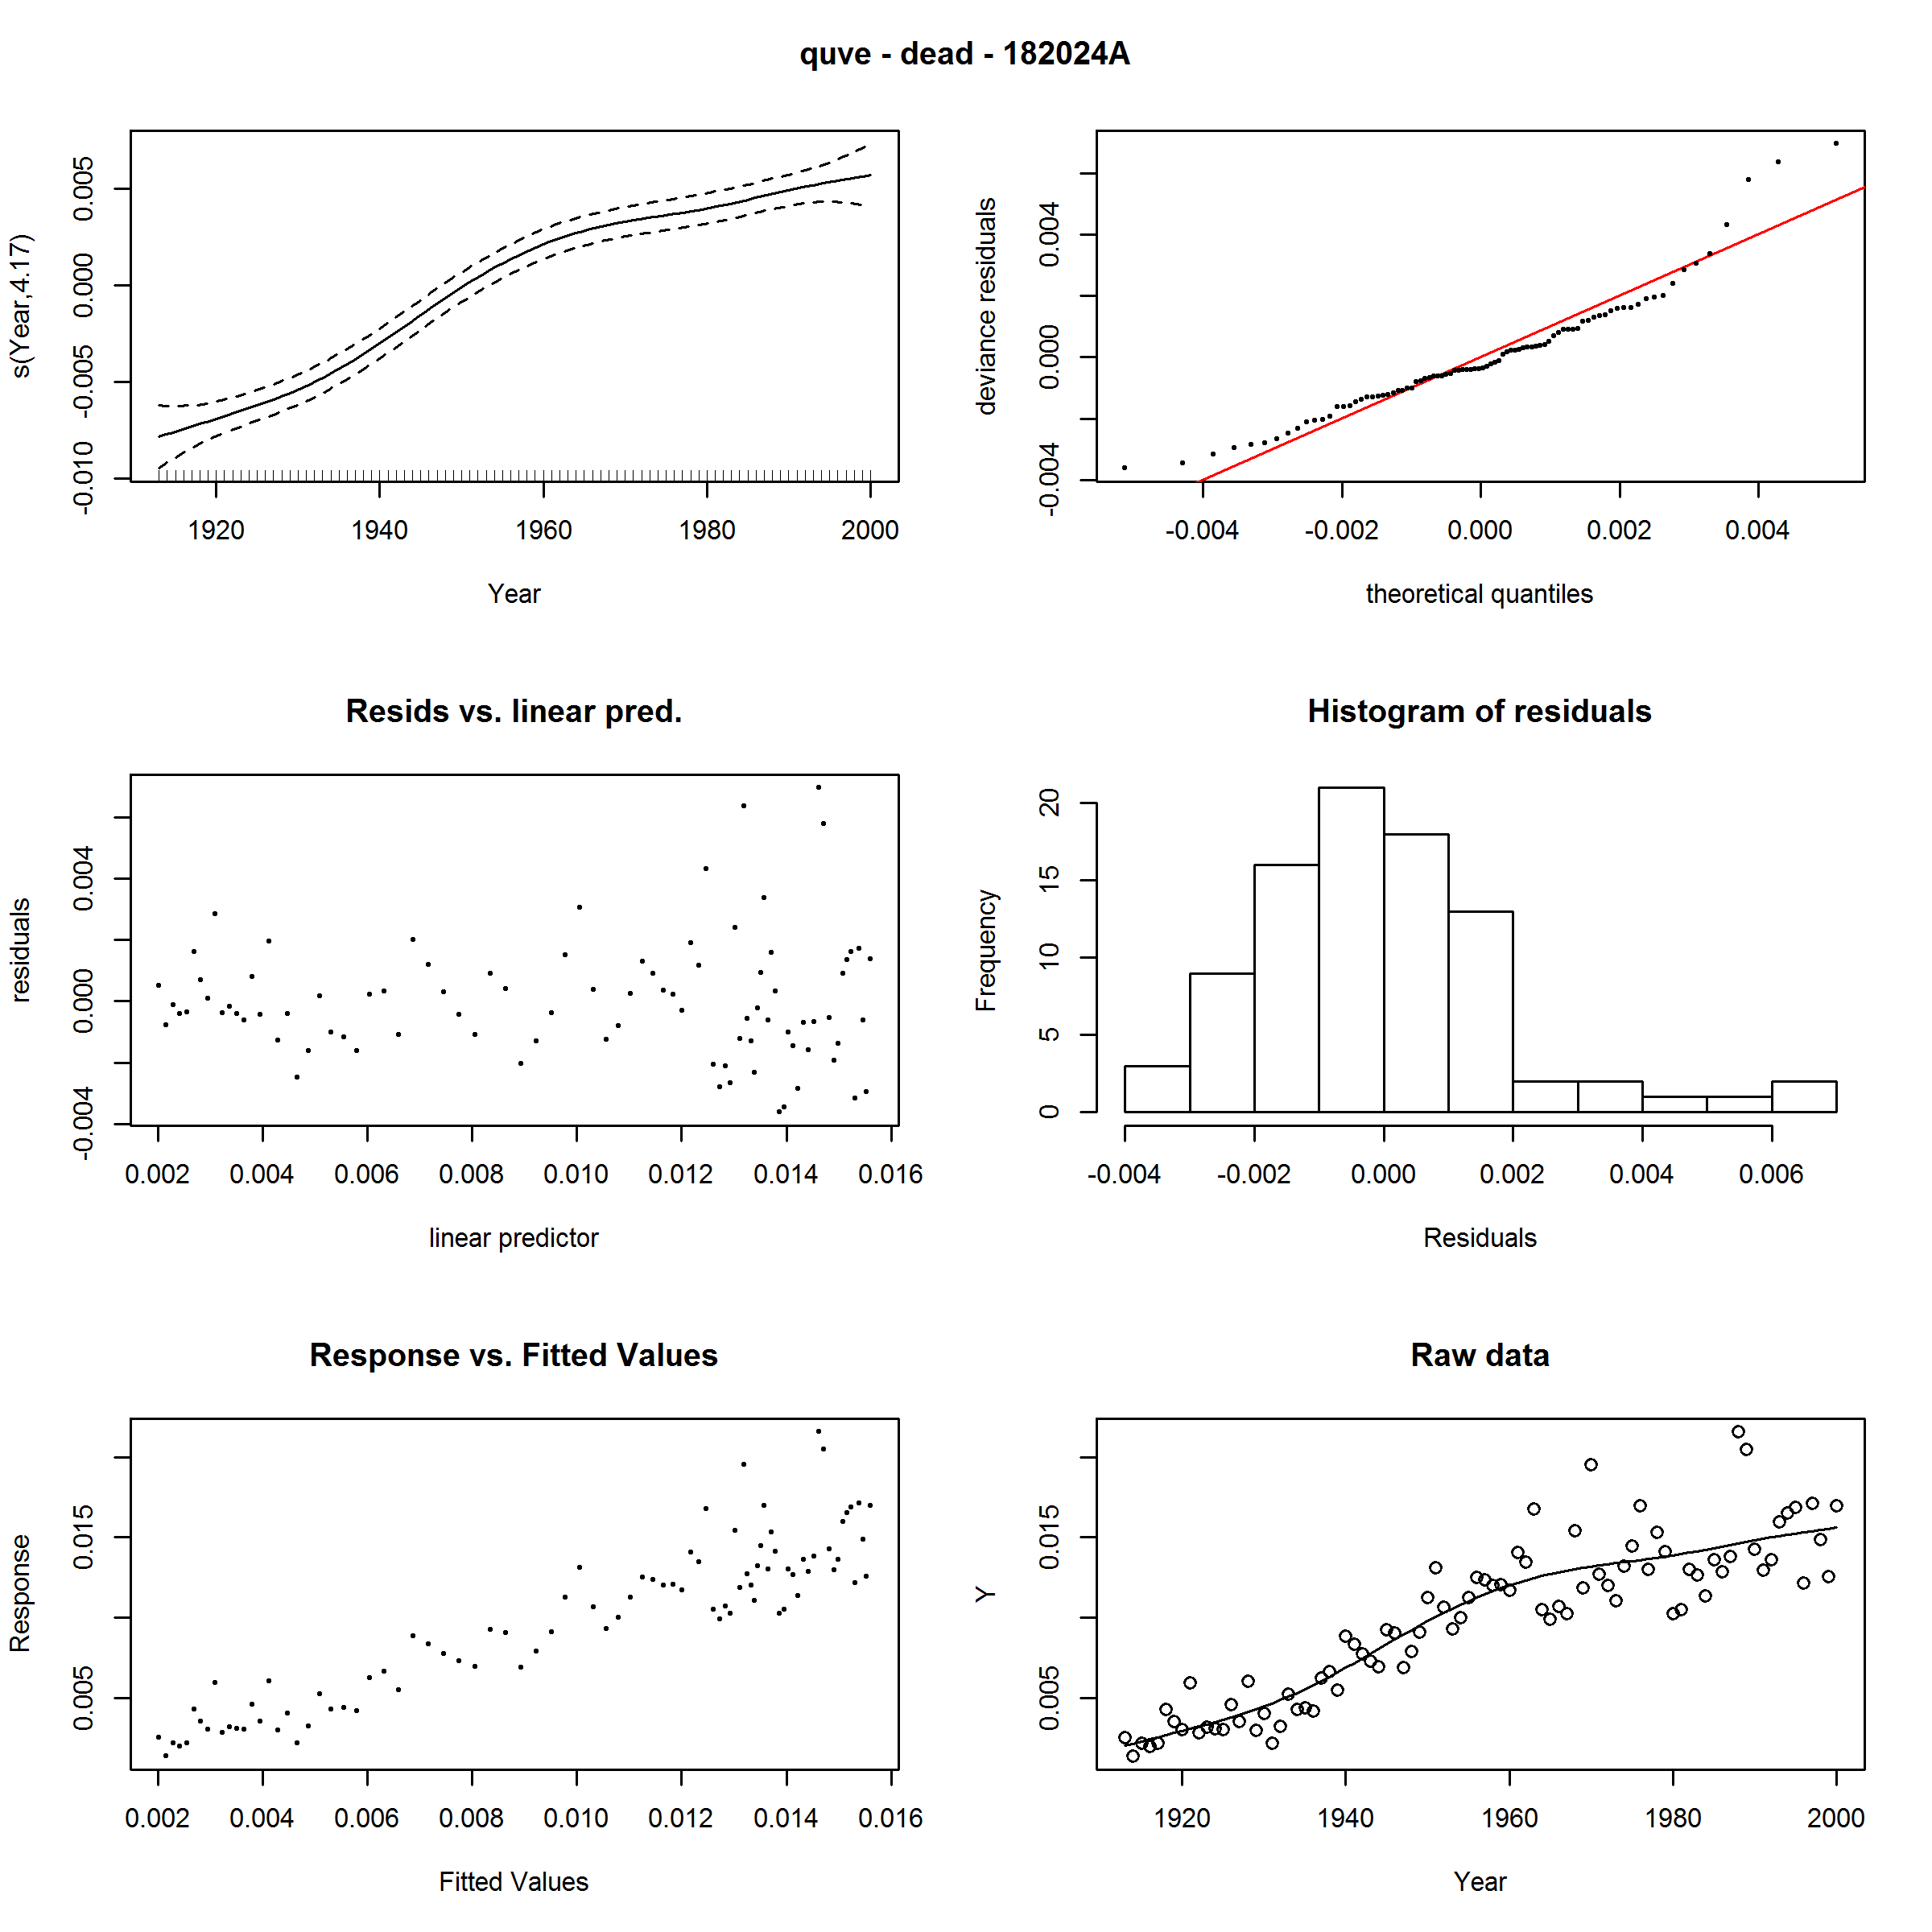 quve - dead - 182024A
s(Year,4.17)
-0.010 -0.005 0.000 0.005
1920 1940 1960 1980 2000
Year
deviance residuals
-0.004 0.000 0.004
-0.004 -0.002 0.000 0.002 0.004
theoretical quantiles
Resids vs. linear pred.
residuals
-0.004 0.000 0.004
0.002 0.004 0.006 0.008 0.010 0.012 0.014 0.016
linear predictor
Histogram of residuals
Frequency
0 5 10 15 20
-0.004 -0.002 0.000 0.002 0.004 0.006
Residuals
Response vs. Fitted Values
Response
0.005 0.015
0.002 0.004 0.006 0.008 0.010 0.012 0.014 0.016
Fitted Values
Raw data
Y
0.005 0.015
1920 1940 1960 1980 2000
Year